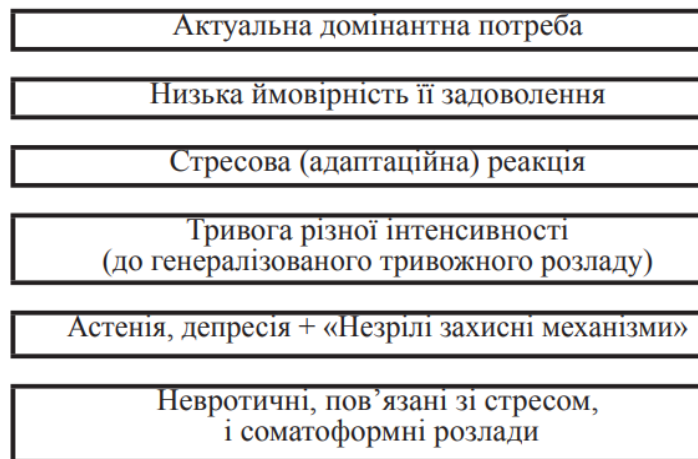 Актуальна домінантна потреба
Низька ймовірність її задоволення
Стресова (адаптаційна) реакція
Тривога різної інтенсивності
(до генералізованого тривожного розладу)
Астенія, депресія + «Незрілі захисні механізми»
Невротичні, пов’язані зі стресом,
і соматоформні розлади